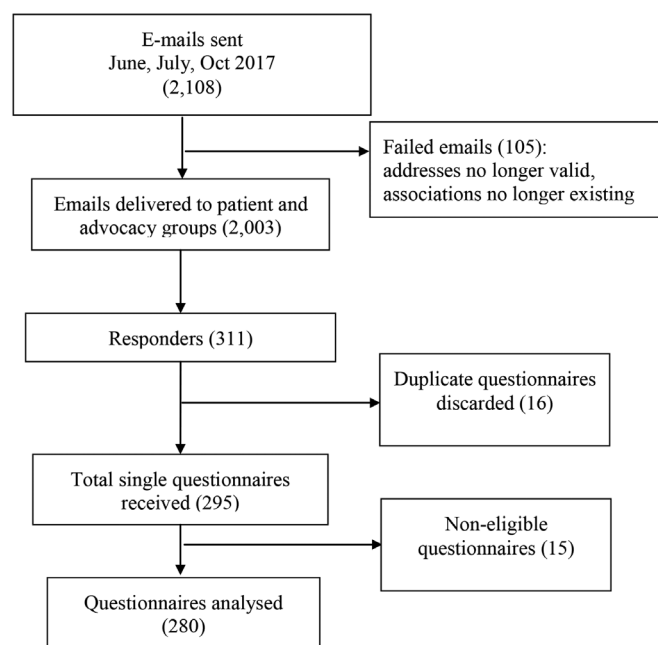 E-mails sent
June, July, Oct 2017
(2,108)
Failed emails (105):
addresses no longer valid,
associations no longer existing
Emails delivered to patient and
advocacy groups (2,003)
Responders (311)
Duplicate questionnaires
discarded (16)
Total single questionnaires
received (295)
Non-eligible
questionnaires (15)
Questionnaires analysed
(280)